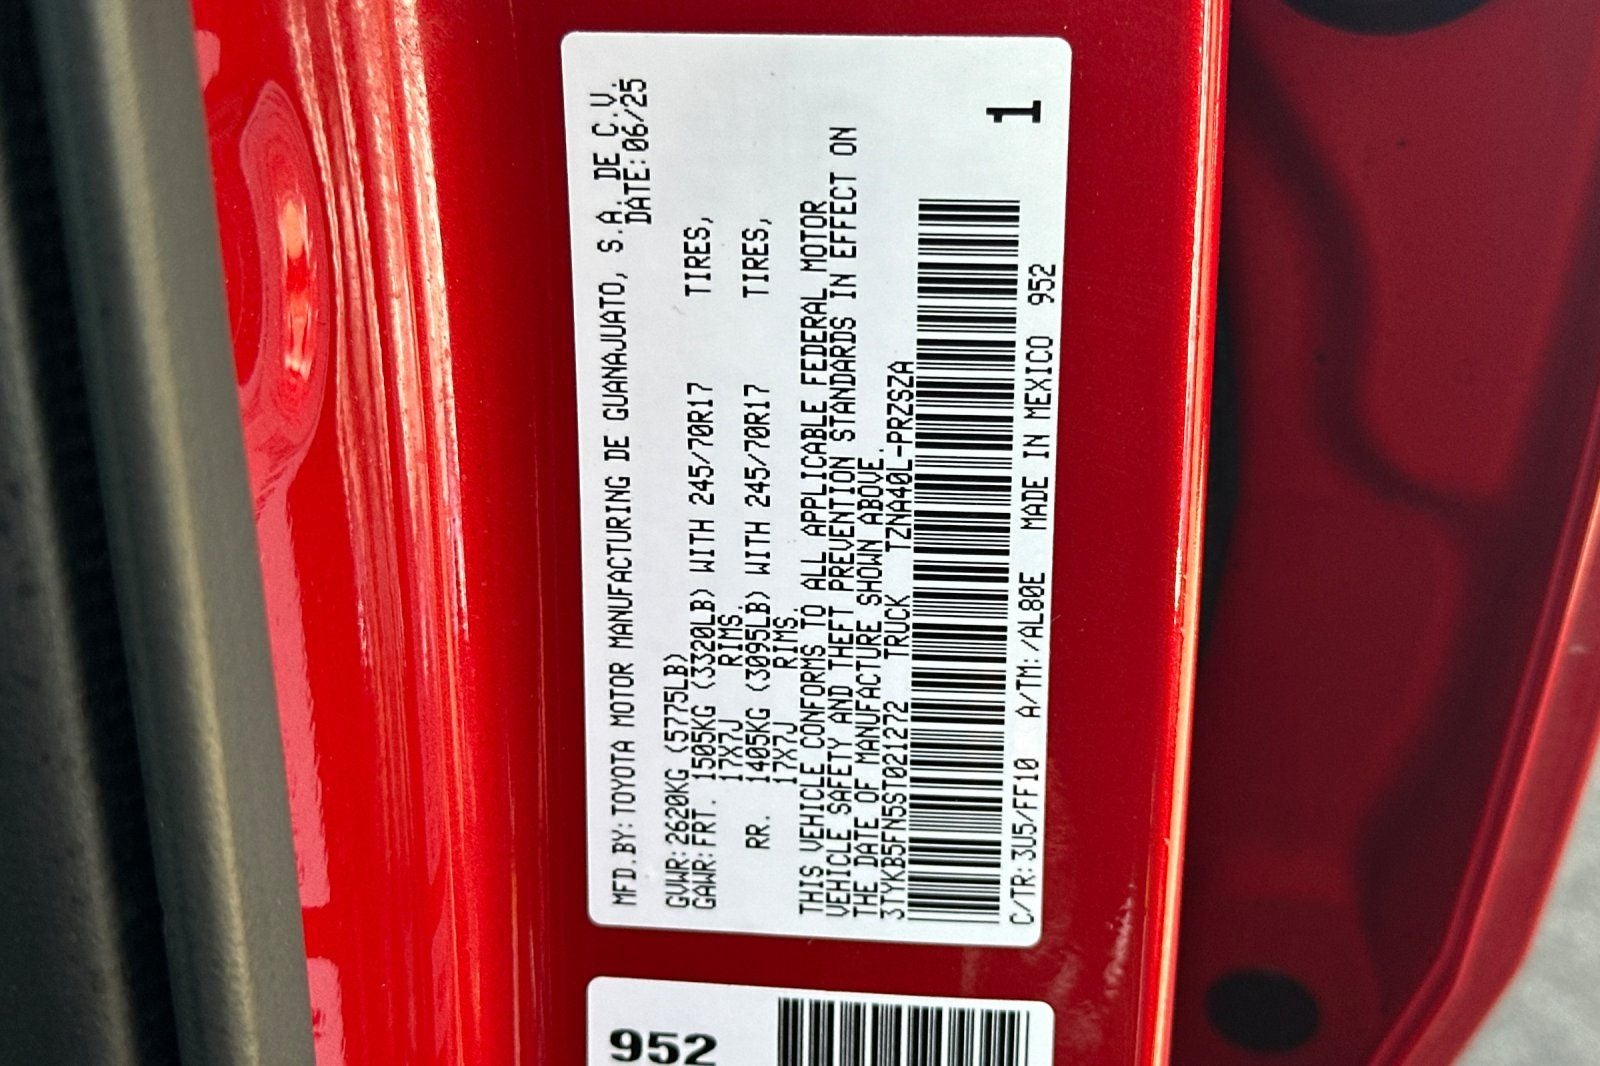 MFD.BY:TOYOTA MOTOR MANUFACTURING DE GUANAJUATO, S.A. DE C.V.
DATE:06/25
GVWR:2620KG (5775LB)
GAWR:FRT. 1505KG (3320LB) WITH 245/70R17 TIRES,
17X7J RIMS.
RR. 1405KG (3095LB) WITH 245/70R17 TIRES,
17X7J RIMS.
THIS VEHICLE CONFORMS TO ALL APPLICABLE FEDERAL MOTOR
VEHICLE SAFETY AND THEFT PREVENTION STANDARDS IN EFFECT ON
THE DATE OF MANUFACTURE SHOWN ABOVE.
3TYKB5FN5ST021272 TRUCK TZNA40L-PRZSZA
1
C/TR:3U5/FF10 A/TM:/AL80E MADE IN MEXICO 952
952